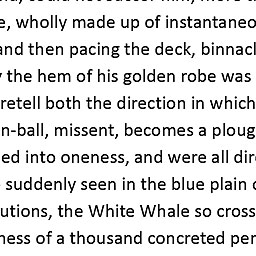 , wholly made up of instantaneo
and then pacing the deck, binnacl
the hem of his golden robe was
retell both the direction in which
n-ball, missent, becomes a ploug
ed into oneness, and were all dir
suddenly seen in the blue plain
utions, the White Whale so cross
ness of a thousand concreted per